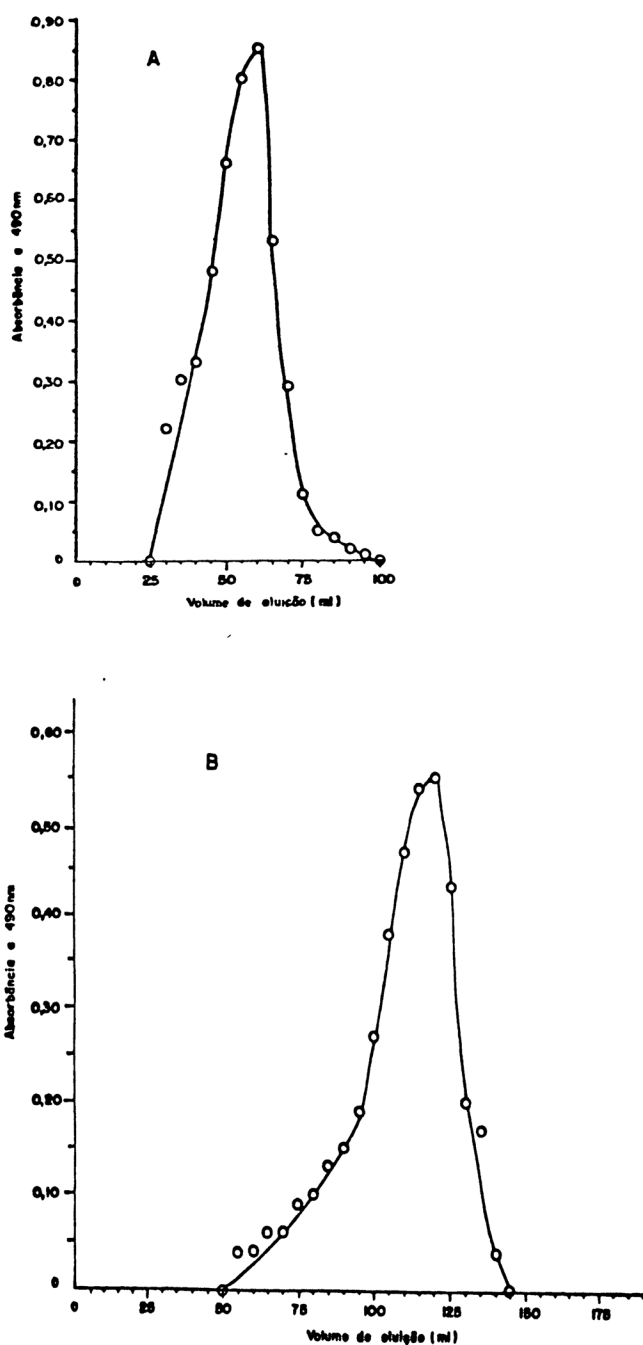 A
0,90
0,80
0,70
0,60
0,50
0,40
0,30
0,20
0,10
0
Absorbância a 490nm
0 25 50 75 100
Volume de eluição (ml)
B
0,60
0,50
0,40
0,30
0,20
0,10
0
Absorbância a 490nm
0 25 50 75 100 125 150 175
Volume de eluição (ml)